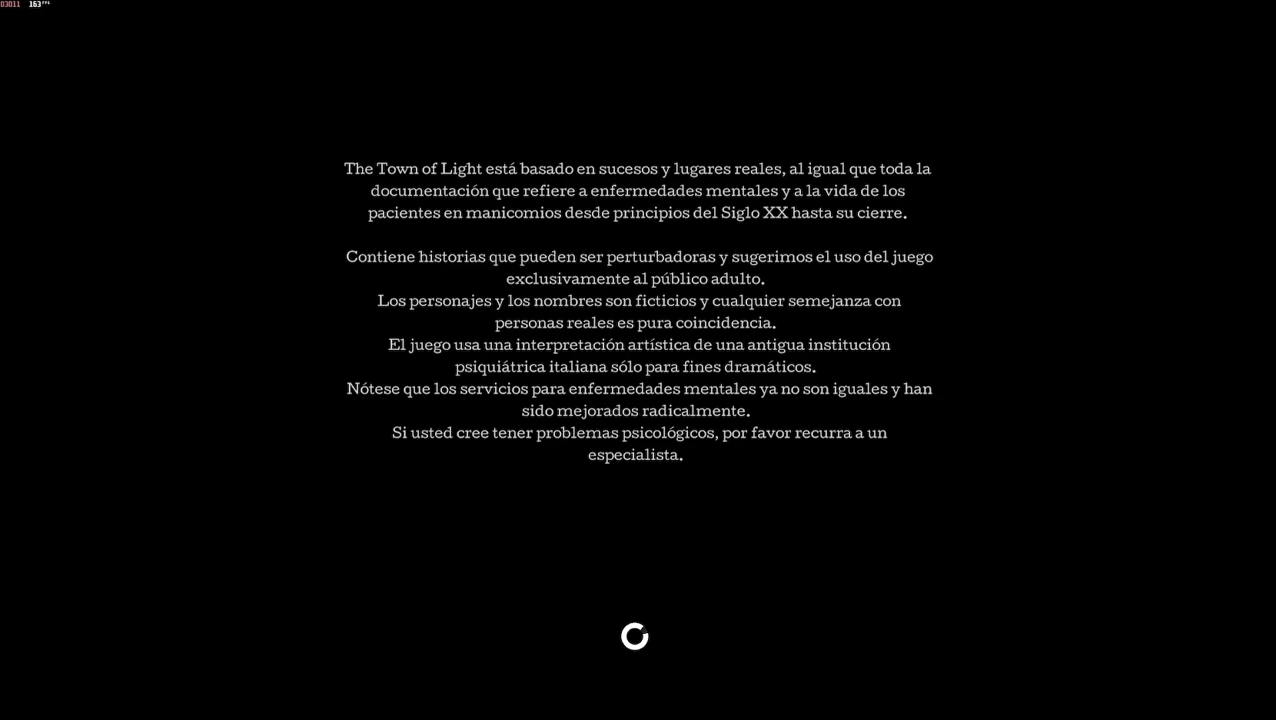 D3D11 163 FPS
The Town of Light está basado en sucesos y lugares reales, al igual que toda la
documentación que refiere a enfermedades mentales y a la vida de los
pacientes en manicomios desde principios del Siglo XX hasta su cierre.
Contiene historias que pueden ser perturbadoras y sugerimos el uso del juego
exclusivamente al público adulto.
Los personajes y los nombres son ficticios y cualquier semejanza con
personas reales es pura coincidencia.
El juego usa una interpretación artística de una antigua institución
psiquiátrica italiana sólo para fines dramáticos.
Nótese que los servicios para enfermedades mentales ya no son iguales y han
sido mejorados radicalmente.
Si usted cree tener problemas psicológicos, por favor recurra a un
especialista.